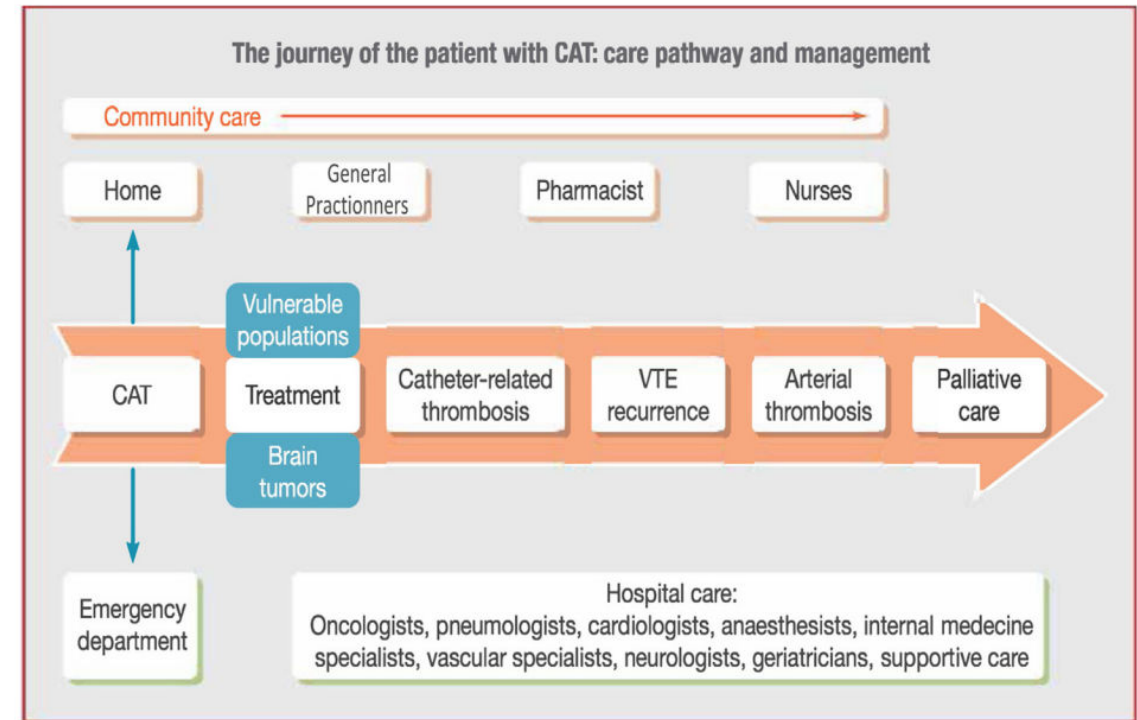 The journey of the patient with CAT: care pathway and management
Community care
Home
General
Practionners
Pharmacist
Nurses
Vulnerable
populations
CAT
Treatment
Catheter-related
thrombosis
VTE
recurrence
Arterial
thrombosis
Palliative
care
Brain
tumors
Emergency
department
Hospital care:
Oncologists, pneumologists, cardiologists, anaesthesists, internal medecine
specialists, vascular specialists, neurologists, geriatricians, supportive care